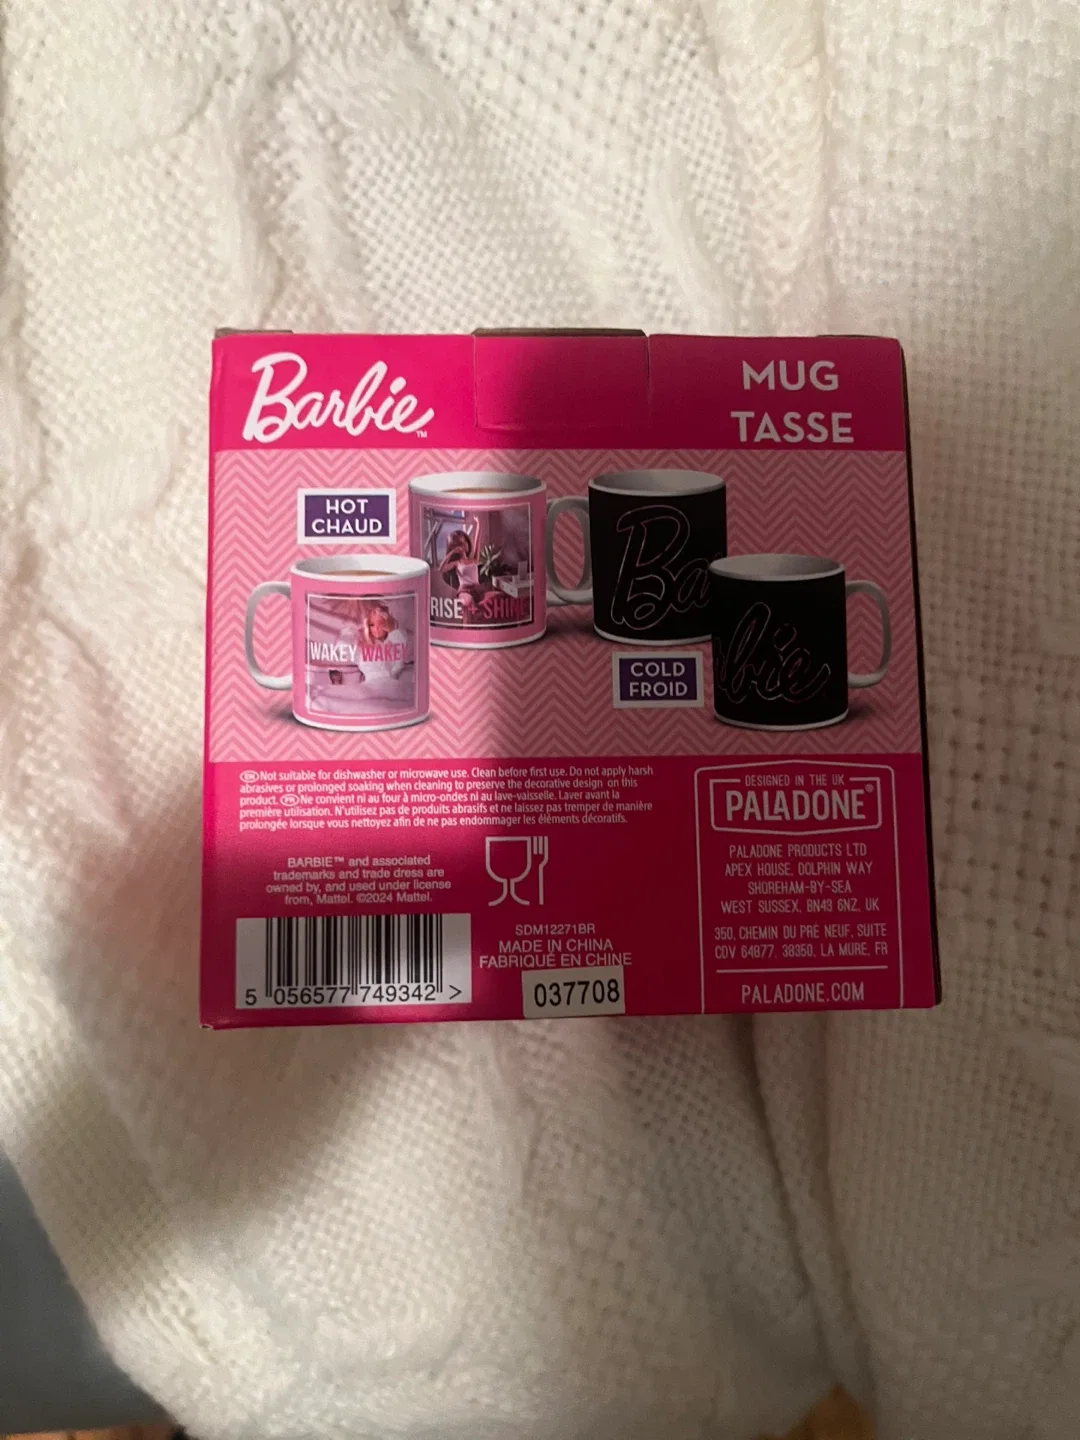 Barbie™
MUG
TASSE
HOT
CHAUD
RISE + SHINE
WAKEY WAKEY
Ba
rbie
COLD
FROID
EN Not suitable for dishwasher or microwave use. Clean before first use. Do not apply harsh
abrasives or prolonged soaking when cleaning to preserve the decorative design on this
product. FR Ne convient ni au four à micro-ondes ni au lave-vaisselle. Laver avant la
première utilisation. N'utilisez pas de produits abrasifs et ne laissez pas tremper de manière
prolongée lorsque vous nettoyez afin de ne pas endommager les éléments décoratifs.
BARBIE™ and associated
trademarks and trade dress are
owned by, and used under license
from, Mattel. ©2024 Mattel.
5 056577 749342 >
SDM12271BR
MADE IN CHINA
FABRIQUÉ EN CHINE
037708
DESIGNED IN THE UK
PALADONE®
PALADONE PRODUCTS LTD
APEX HOUSE, DOLPHIN WAY
SHOREHAM-BY-SEA
WEST SUSSEX, BN43 6NZ, UK
350, CHEMIN DU PRÉ NEUF, SUITE
COV 64877, 38350, LA MURE, FR
PALADONE.COM